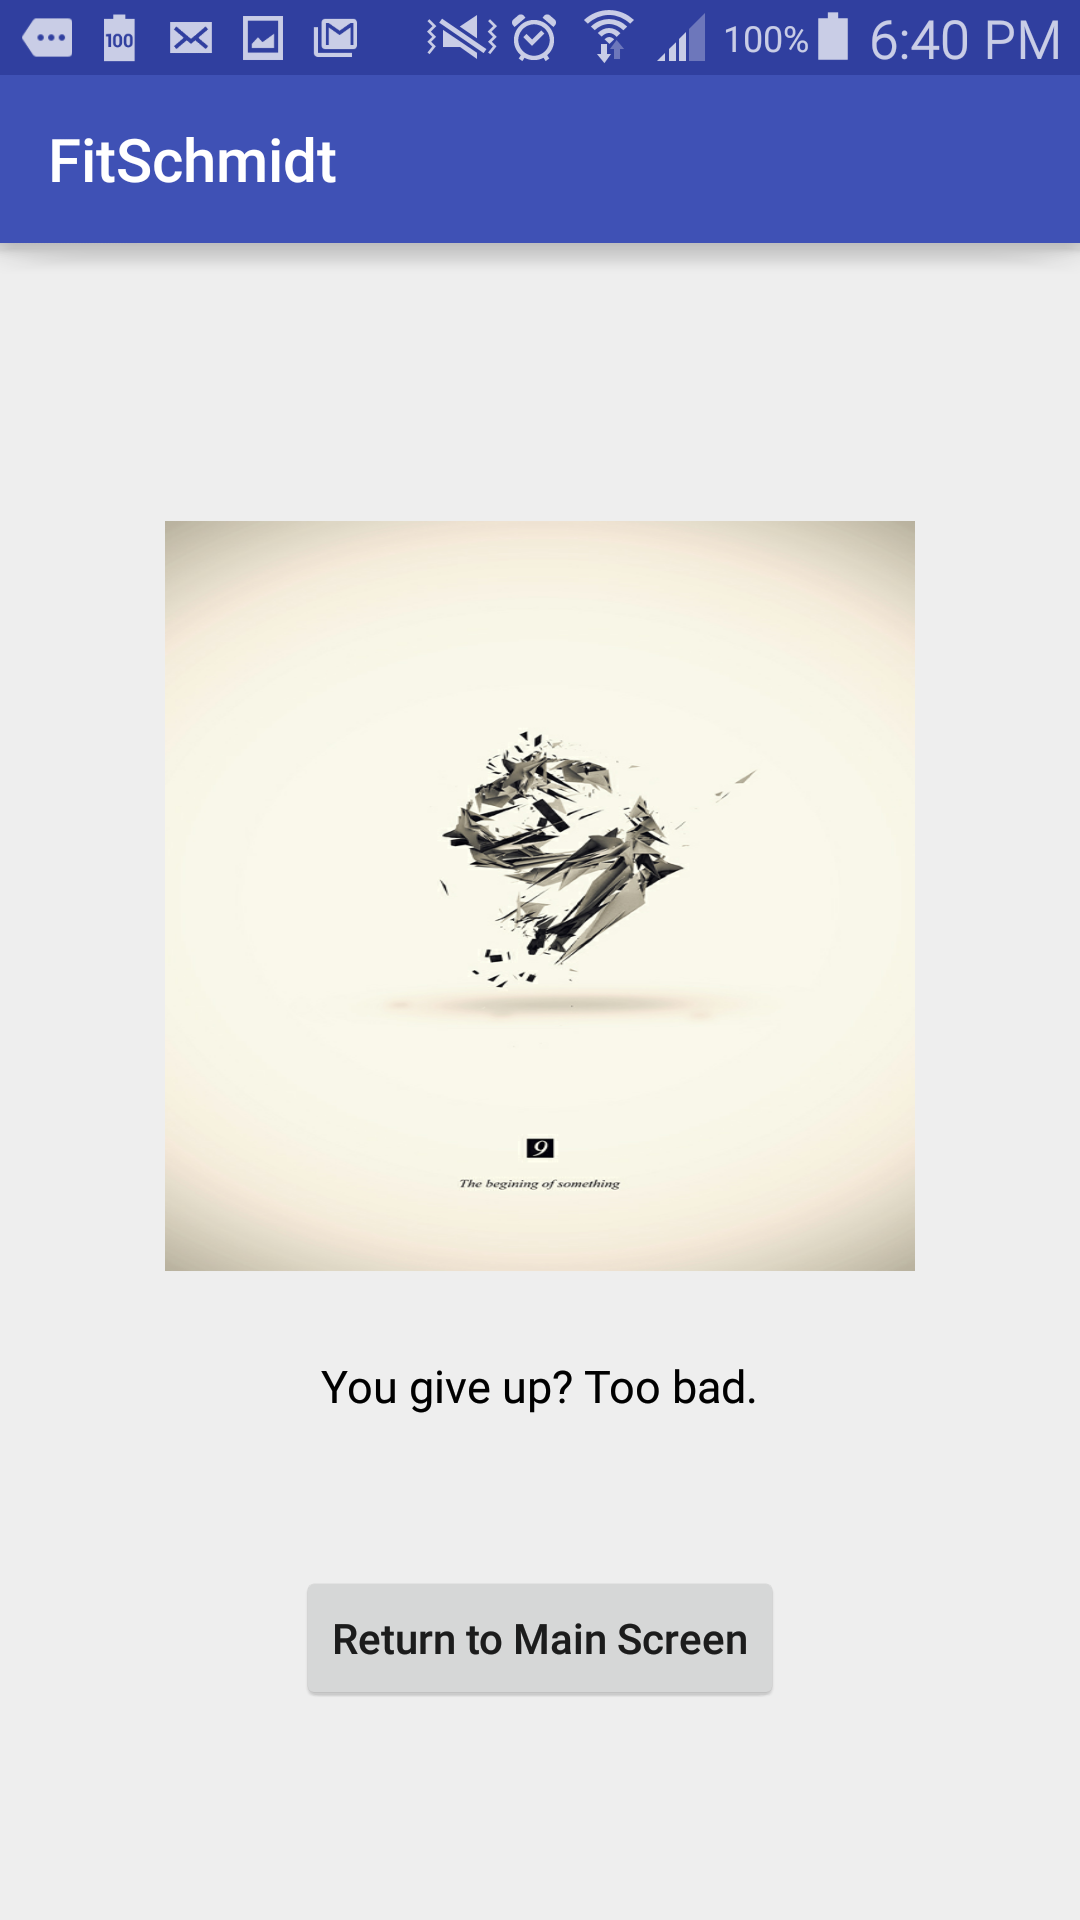 100 100% 6:40 PM
FitSchmidt
9
The begining of something
You give up? Too bad.
Return to Main Screen